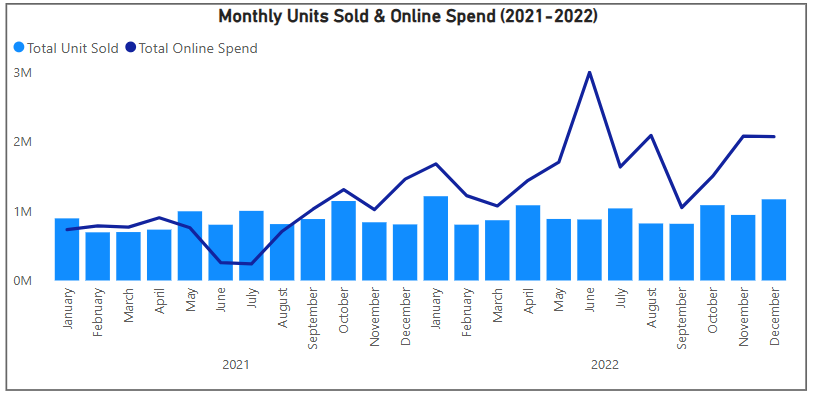 Monthly Units Sold & Online Spend (2021-2022)
Total Unit Sold Total Online Spend
3M
2M
1M
0M
January
February
March
April
May
June
July
August
September
October
November
December
January
February
March
April
May
June
July
August
September
October
November
December
2021
2022